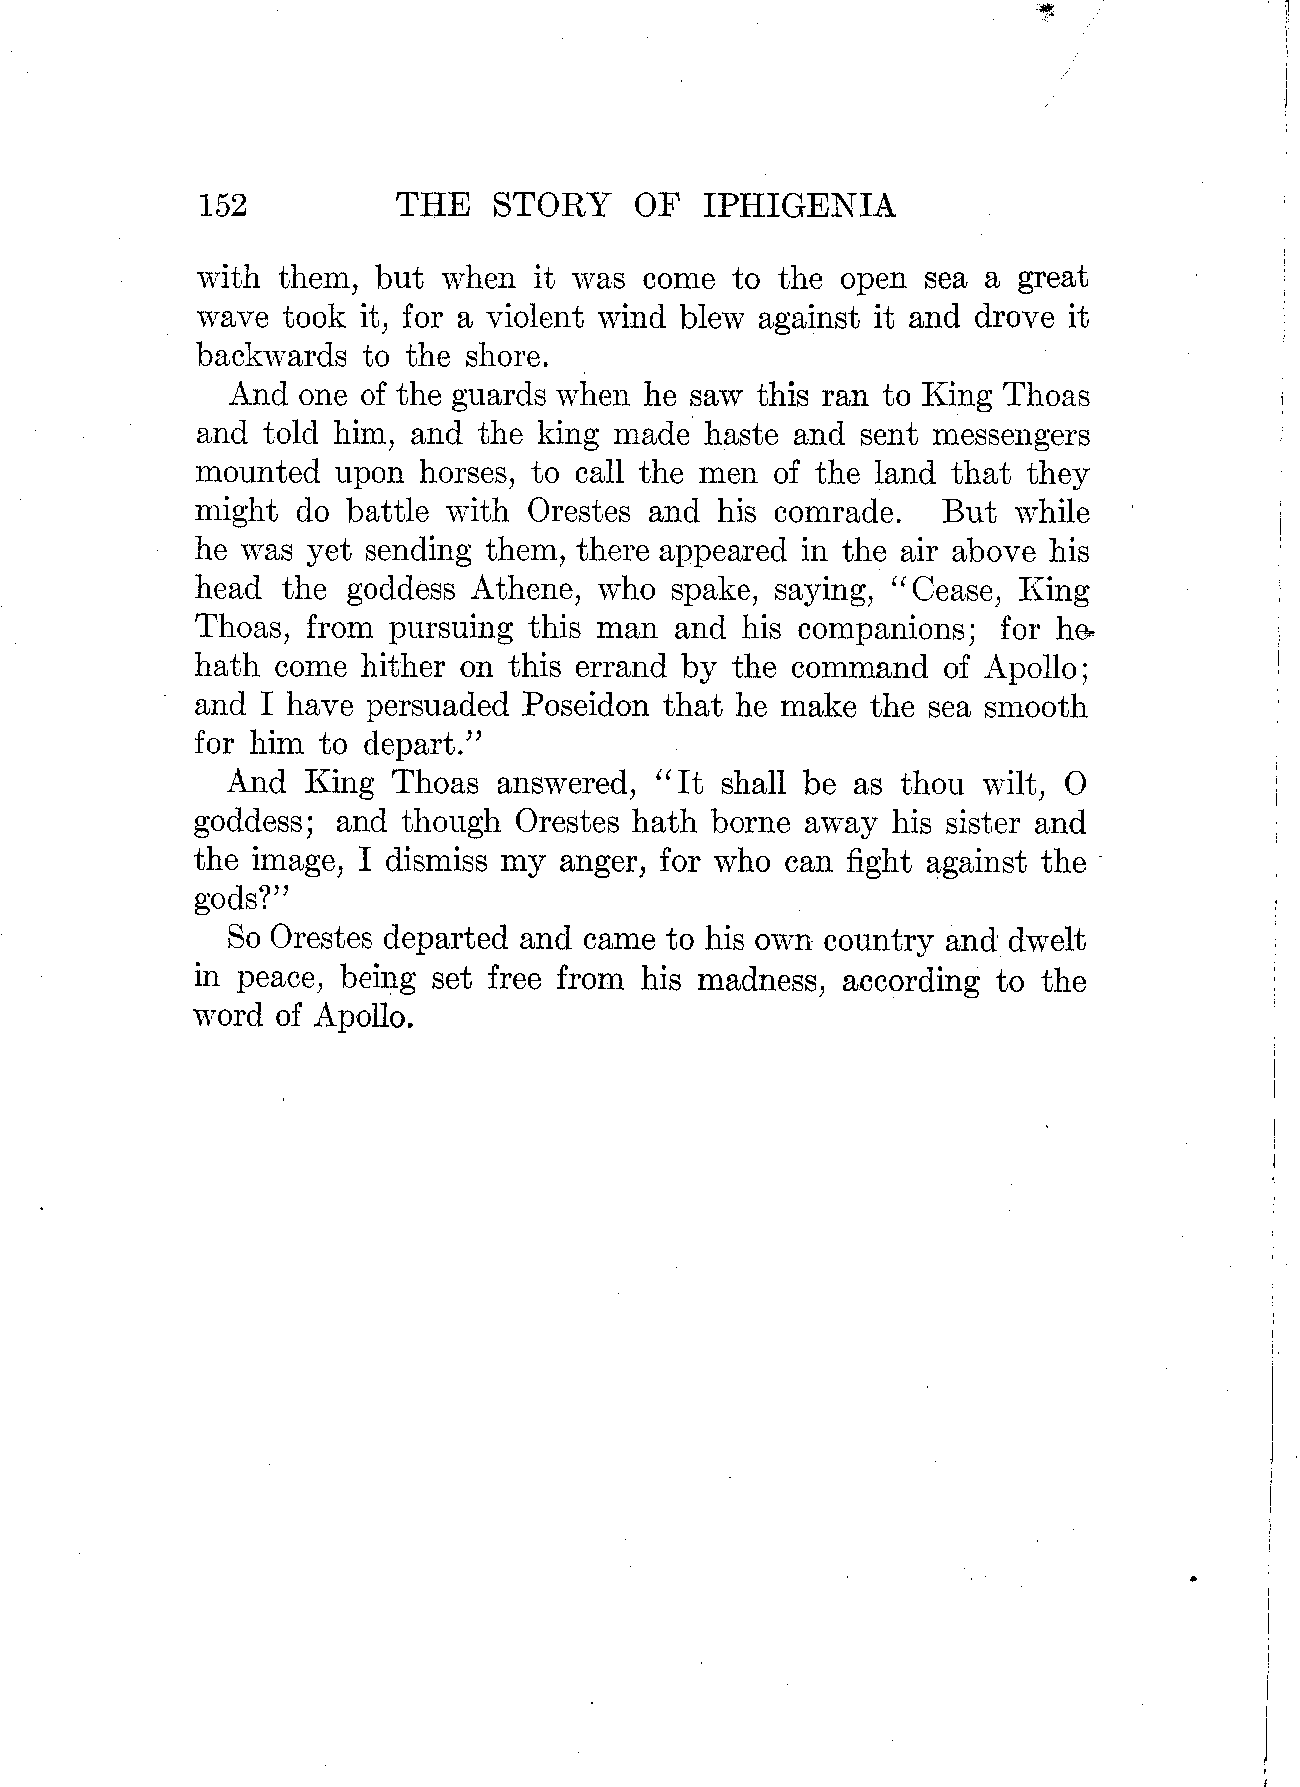 152 THE STORY OF IPHIGENIA
with them, but when it was come to the open sea a great
wave took it, for a violent wind blew against it and drove it
backwards to the shore.
And one of the guards when he saw this ran to King Thoas
and told him, and the king made haste and sent messengers
mounted upon horses, to call the men of the land that they
might do battle with Orestes and his comrade. But while
he was yet sending them, there appeared in the air above his
head the goddess Athene, who spake, saying, “Cease, King
Thoas, from pursuing this man and his companions; for he
hath come hither on this errand by the command of Apollo;
and I have persuaded Poseidon that he make the sea smooth
for him to depart.”
And King Thoas answered, “It shall be as thou wilt, O
goddess; and though Orestes hath borne away his sister and
the image, I dismiss my anger, for who can fight against the
gods?”
So Orestes departed and came to his own country and dwelt
in peace, being set free from his madness, according to the
word of Apollo.